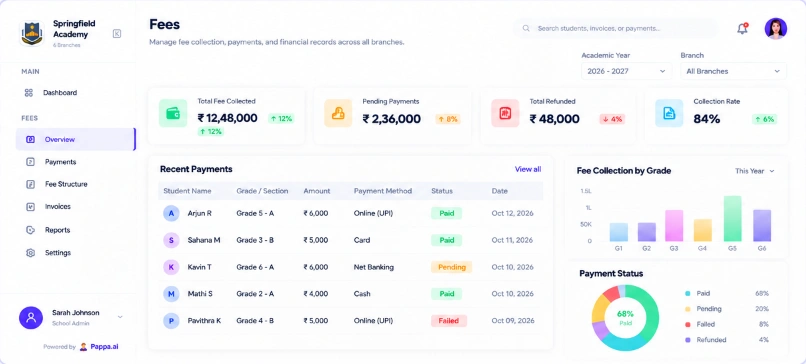 Springfield
Academy
6 Branches
MAIN
Dashboard
FEES
Overview
Payments
Fee Structure
Invoices
Reports
Settings
Sarah Johnson
School Admin
Powered by Pappa.ai
Fees
Manage fee collection, payments, and financial records across all branches.
Search students, invoices, or payments...
Academic Year
2026 - 2027
Branch
All Branches
Total Fee Collected
₹ 12,48,000 ↑ 12%
↑ 12%
Pending Payments
₹ 2,36,000 ↑ 8%
Total Refunded
₹ 48,000 ↓ 4%
Collection Rate
84% ↑ 6%
Recent Payments View all
Student Name Grade / Section Amount Payment Method Status Date
A Arjun R Grade 5 - A ₹ 6,000 Online (UPI) Paid Oct 12, 2026
S Sahana M Grade 3 - B ₹ 5,000 Card Paid Oct 11, 2026
K Kavin T Grade 6 - A ₹ 6,000 Net Banking Pending Oct 10, 2026
M Mathi S Grade 2 - A ₹ 4,000 Cash Paid Oct 10, 2026
P Pavithra K Grade 4 - B ₹ 5,000 Online (UPI) Failed Oct 09, 2026
Fee Collection by Grade This Year
1.5L
1L
50K
0
G1 G2 G3 G4 G5 G6
Payment Status
68%
Paid
Paid 68%
Pending 20%
Failed 8%
Refunded 4%